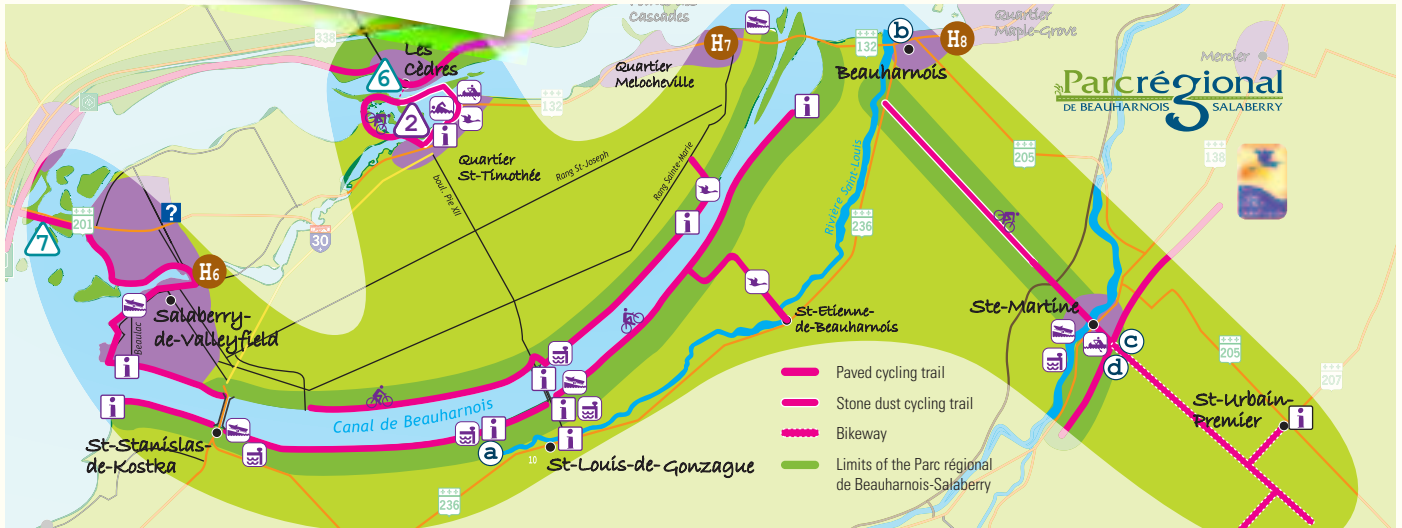 Cascades
Quartier
Maple-Grove
338
Les
Cèdres
6
2
Quartier
Melocheville
H7
132
b
H8
Beauharnois
Mercier
Parc régional
DE BEAUHARNOIS SALABERRY
132
i
i
Quartier
St-Timothée
boul. Pie XII
Rang St-Joseph
Rang Sainte-Marie
Rivière Saint-Louis
205
138
201
?
7
30
236
i
H6
Salaberry-
de-Valleyfield
Beaulac
St-Etienne-
de-Beauharnois
Ste-Martine
c
d
205
207
i
i
i
Canal de Beauharnois
i
i
i
a
10
St-Stanislas-
de-Kostka
St-Louis-de-Gonzague
236
St-Urbain-
Premier
i
Paved cycling trail
Stone dust cycling trail
Bikeway
Limits of the Parc régional
de Beauharnois-Salaberry